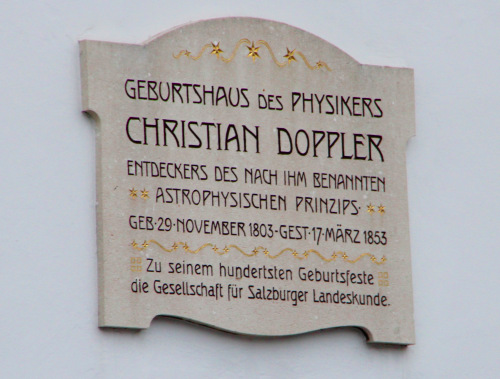 GEBURTSHAUS DES PHYSIKERS
CHRISTIAN DOPPLER
ENTDECKERS DES NACH IHM BENANNTEN
ASTROPHYSISCHEN PRINZIPS·
GEB·29·NOVEMBER 1803-GEST·17·MÄRZ 1853
Zu seinem hundertsten Geburtsfeste
die Gesellschaft für Salzburger Landeskunde.